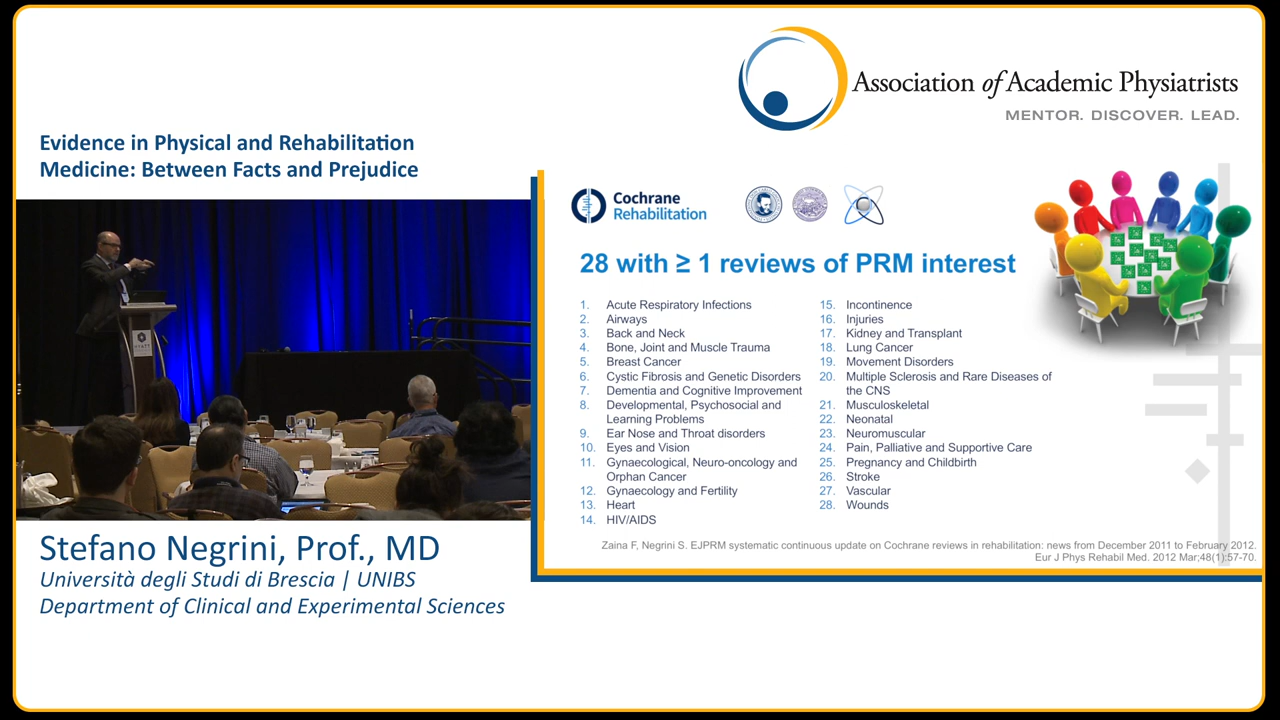 Association of Academic Physiatrists
MENTOR. DISCOVER. LEAD.
Evidence in Physical and Rehabilitation
Medicine: Between Facts and Prejudice
Cochrane
Rehabilitation
28 with ≥ 1 reviews of PRM interest
1. Acute Respiratory Infections
2. Airways
3. Back and Neck
4. Bone, Joint and Muscle Trauma
5. Breast Cancer
6. Cystic Fibrosis and Genetic Disorders
7. Dementia and Cognitive Improvement
8. Developmental, Psychosocial and
Learning Problems
9. Ear Nose and Throat disorders
10. Eyes and Vision
11. Gynaecological, Neuro-oncology and
Orphan Cancer
12. Gynaecology and Fertility
13. Heart
14. HIV/AIDS
15. Incontinence
16. Injuries
17. Kidney and Transplant
18. Lung Cancer
19. Movement Disorders
20. Multiple Sclerosis and Rare Diseases of
the CNS
21. Musculoskeletal
22. Neonatal
23. Neuromuscular
24. Pain, Palliative and Supportive Care
25. Pregnancy and Childbirth
26. Stroke
27. Vascular
28. Wounds
Zaina F, Negrini S. EJPRM systematic continuous update on Cochrane reviews in rehabilitation: news from December 2011 to February 2012.
Eur J Phys Rehabil Med. 2012 Mar;48(1):57-70.
HYATT
Stefano Negrini, Prof., MD
Università degli Studi di Brescia | UNIBS
Department of Clinical and Experimental Sciences